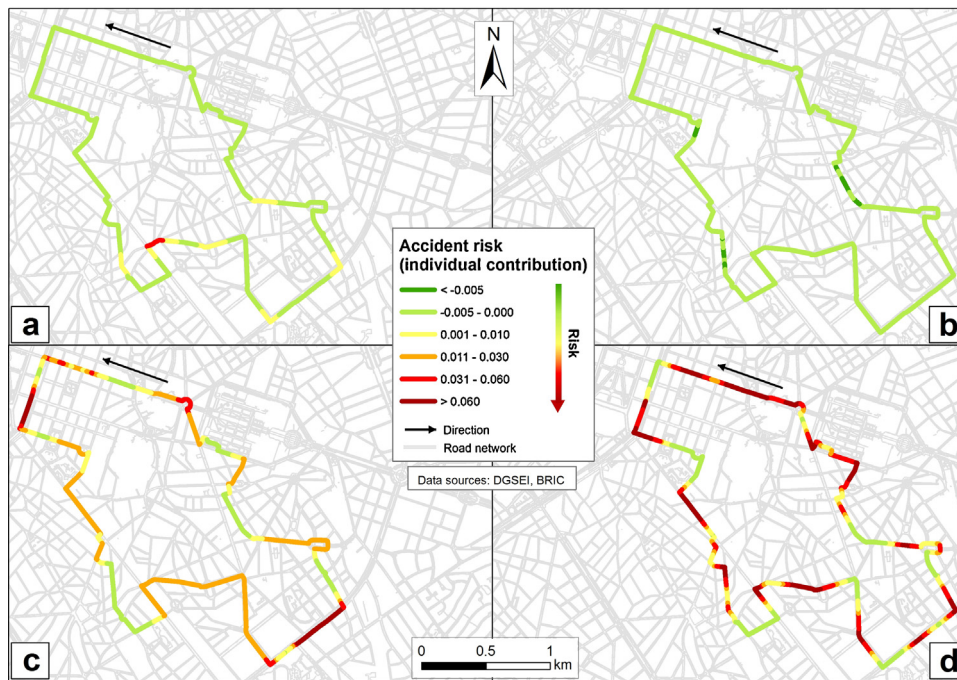 N
a
b
Accident risk
(individual contribution)
< -0.005
-0.005 - 0.000
0.001 - 0.010
0.011 - 0.030
0.031 - 0.060
> 0.060
Risk
Direction
Road network
Data sources: DGSEI, BRIC
c
0 0.5 1
km
d